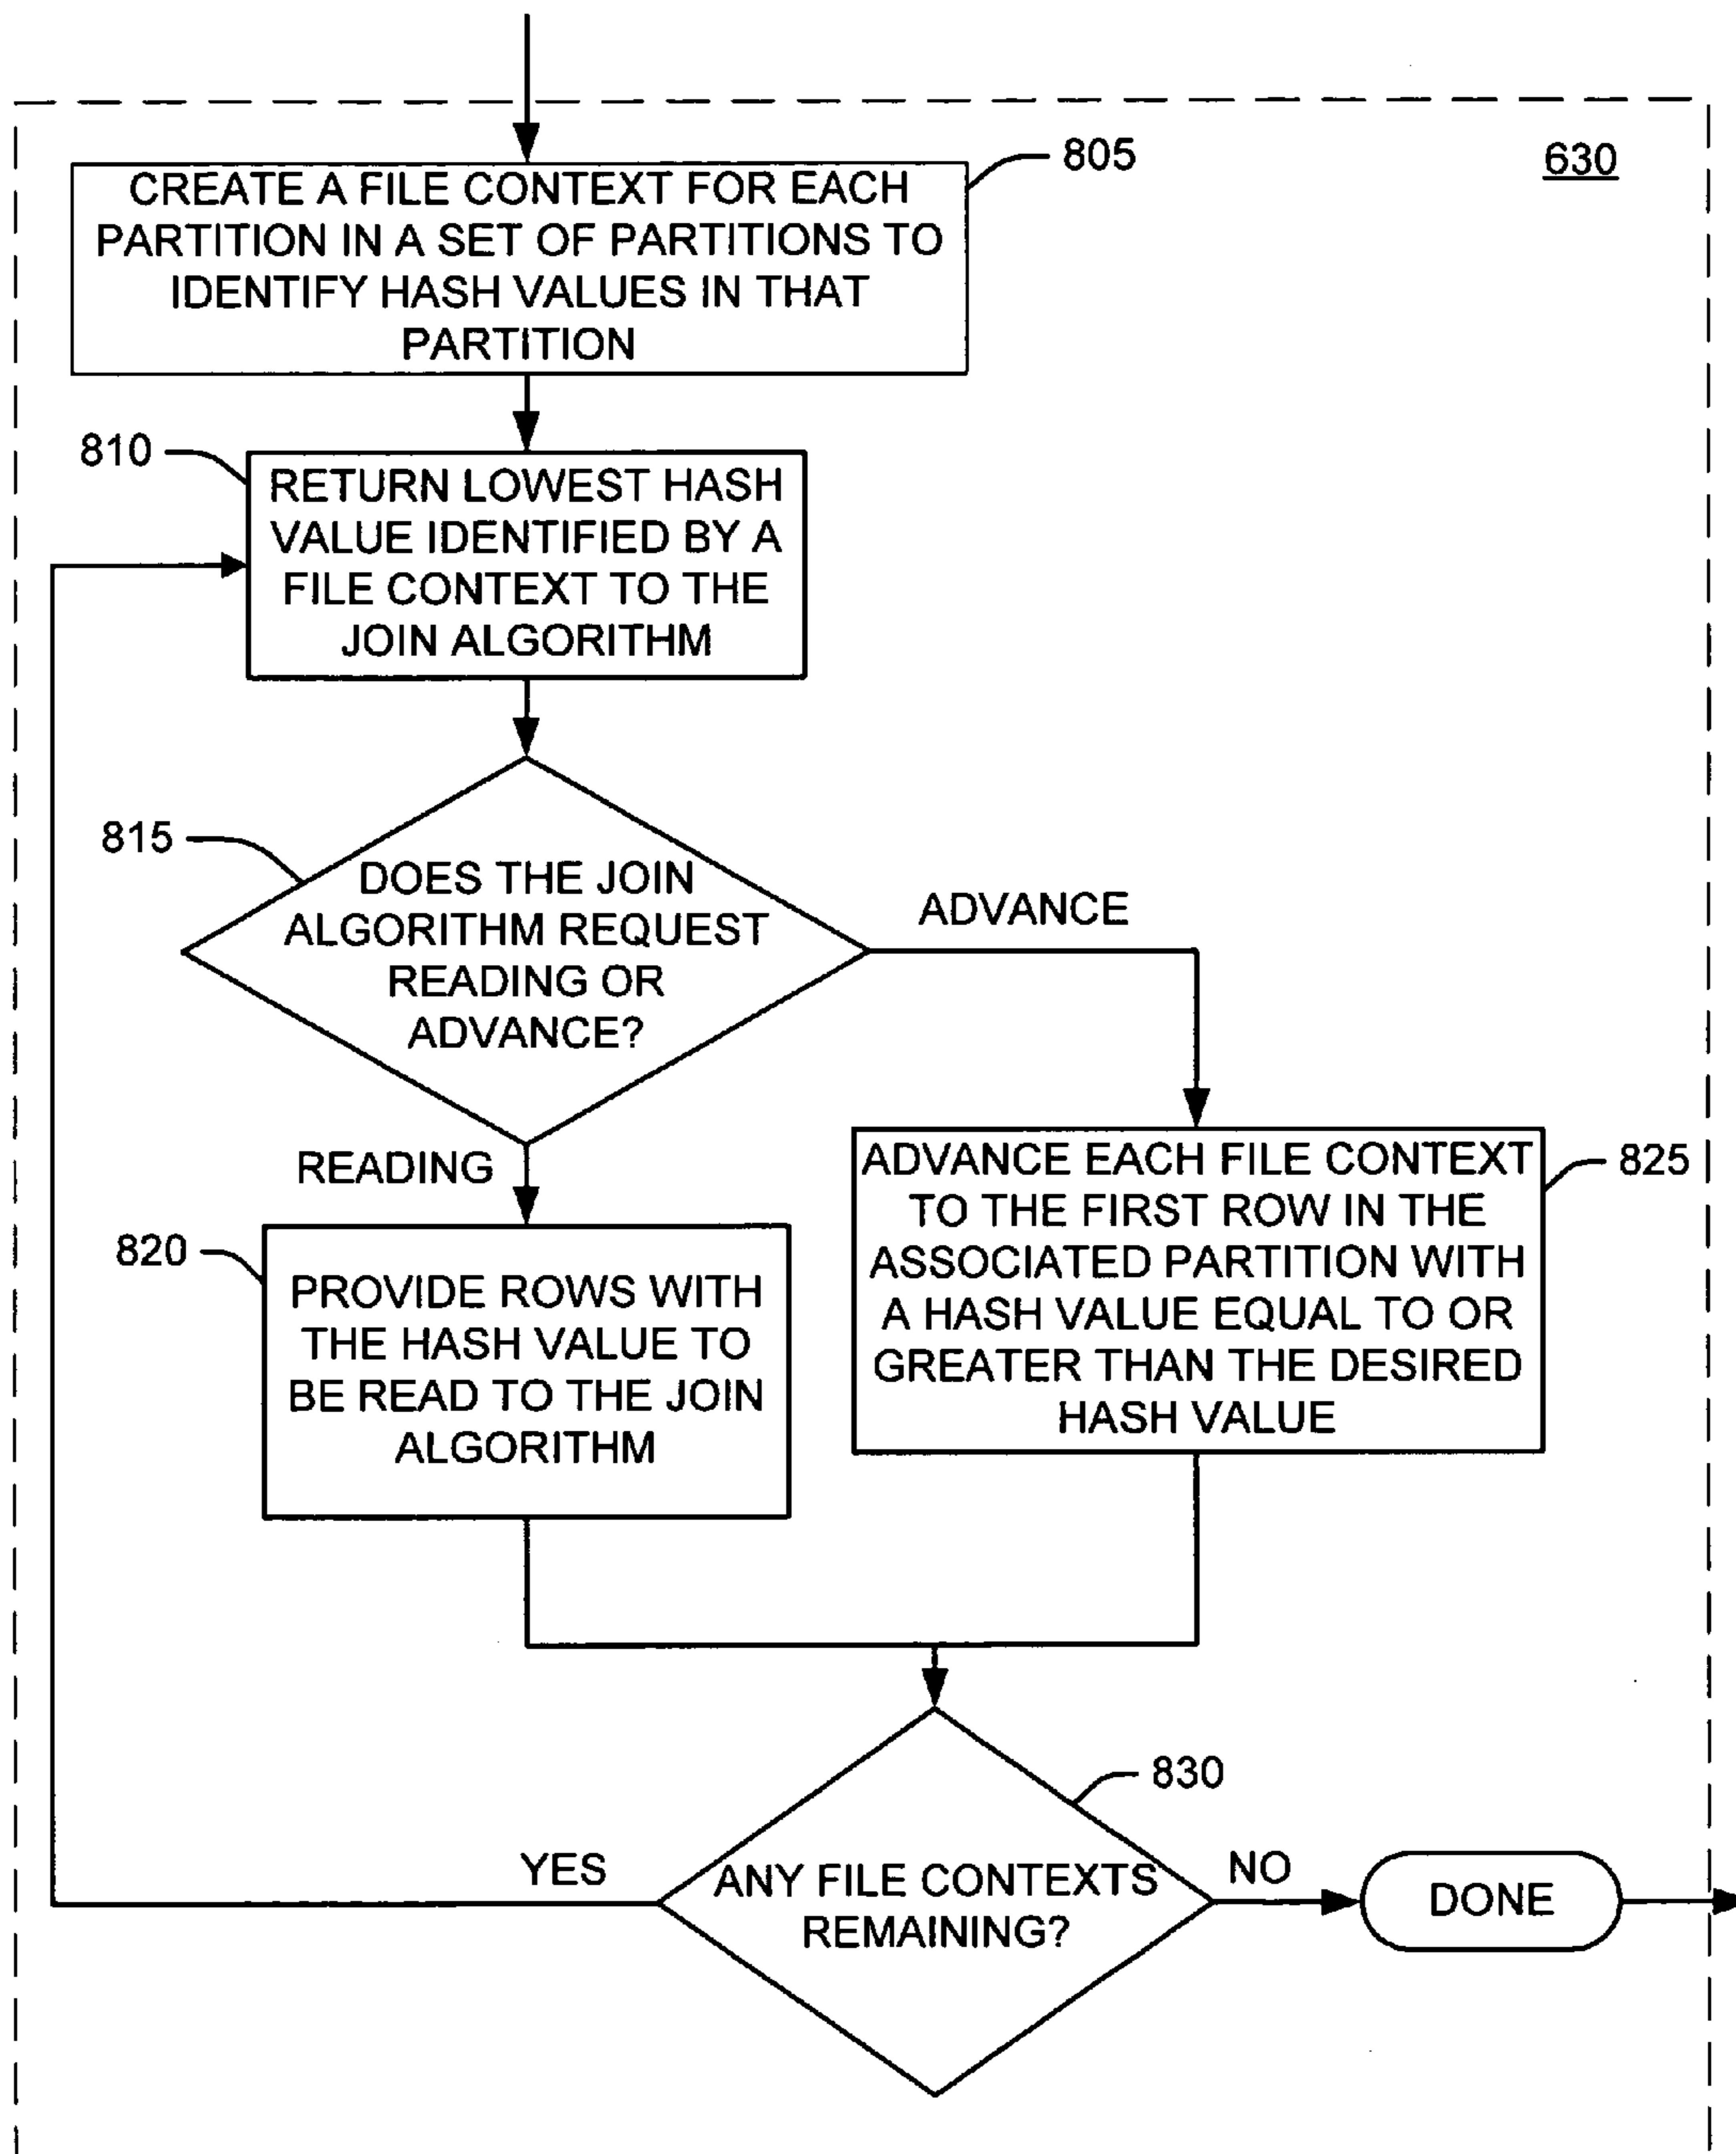 805
630
CREATE A FILE CONTEXT FOR EACH
PARTITION IN A SET OF PARTITIONS TO
IDENTIFY HASH VALUES IN THAT
PARTITION
810
RETURN LOWEST HASH
VALUE IDENTIFIED BY A
FILE CONTEXT TO THE
JOIN ALGORITHM
815
DOES THE JOIN
ALGORITHM REQUEST
READING OR
ADVANCE?
ADVANCE
READING
820
PROVIDE ROWS WITH
THE HASH VALUE TO
BE READ TO THE JOIN
ALGORITHM
825
ADVANCE EACH FILE CONTEXT
TO THE FIRST ROW IN THE
ASSOCIATED PARTITION WITH
A HASH VALUE EQUAL TO OR
GREATER THAN THE DESIRED
HASH VALUE
830
ANY FILE CONTEXTS
REMAINING?
YES
NO
DONE